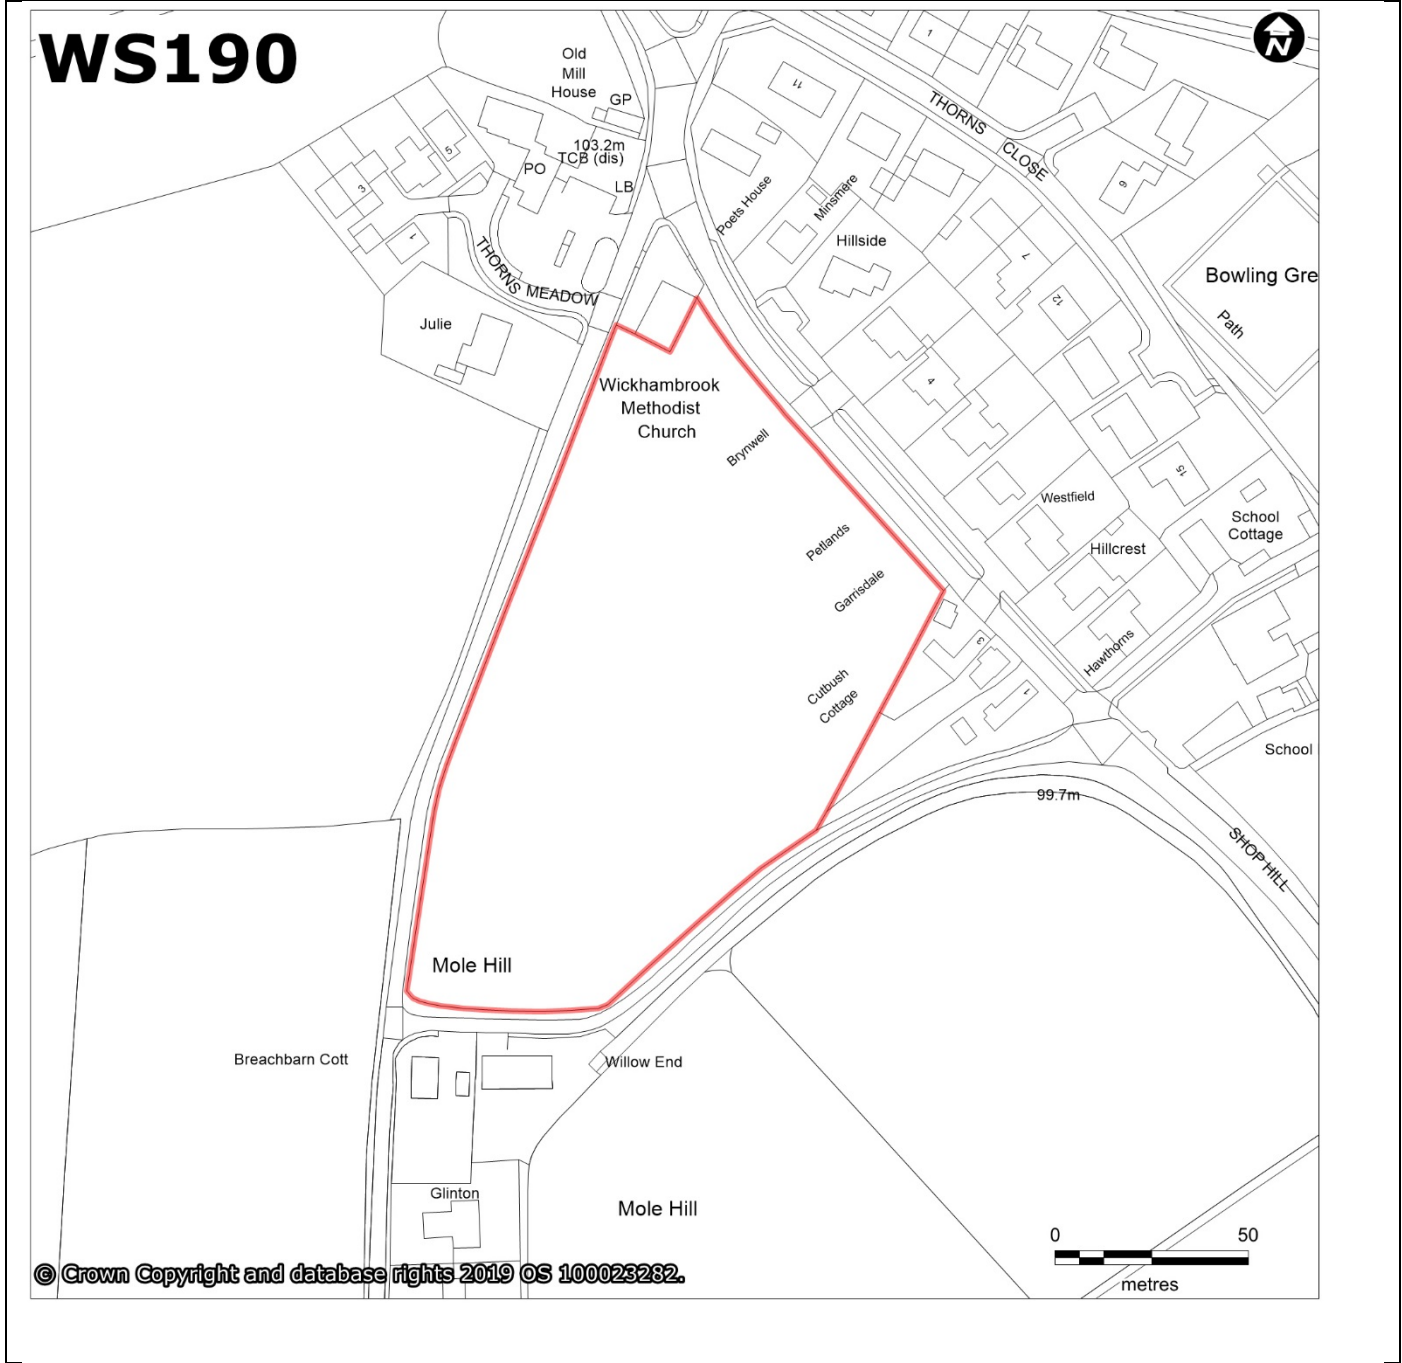 WS190
N
Old
Mill
House
GP
103.2m
TCB (dis)
PO
LB
5
3
1
THORNS MEADOW
Julie
11
1
THORNS
CLOSE
Poets House
Minsmere
Hillside
9
7
12
4
Bowling Gre
Path
Wickhambrook
Methodist
Church
Brynwell
Petlands
Garrisdale
Cutbush
Cottage
Westfield
15
School
Cottage
Hillcrest
Hawthorns
3
1
School
99.7m
SHOP HILL
Mole Hill
Breachbarn Cott
Willow End
Glinton
Mole Hill
0 50
metres
© Crown Copyright and database rights 2019 OS 100023282.